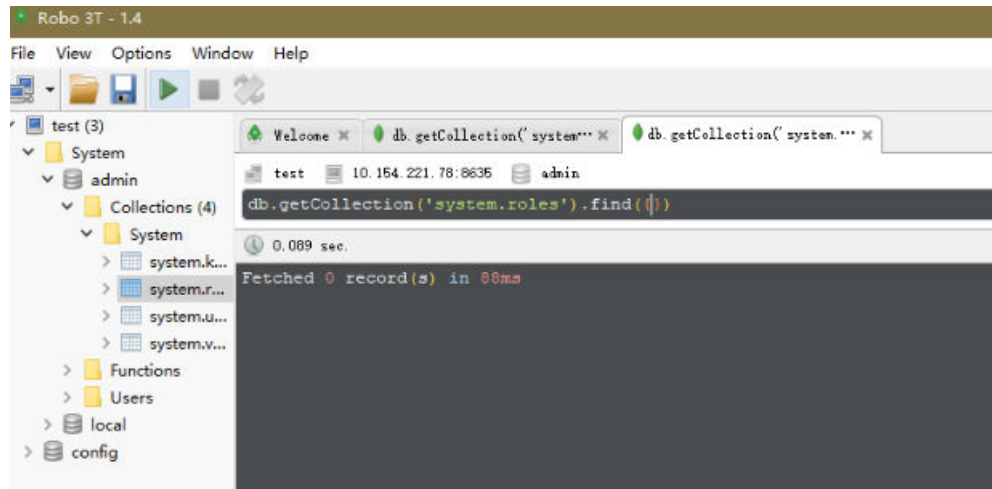 Robo 3T - 1.4
File View Options Window Help
test (3)
System
admin
Collections (4)
System
system.k...
system.r...
system.u...
system.v...
Functions
Users
local
config
Welcome db.getCollection('system··· db.getCollection('system.···
test 10.154.221.78:8635 admin
db.getCollection('system.roles').find({})
0.089 sec.
Fetched 0 record(s) in 88ms